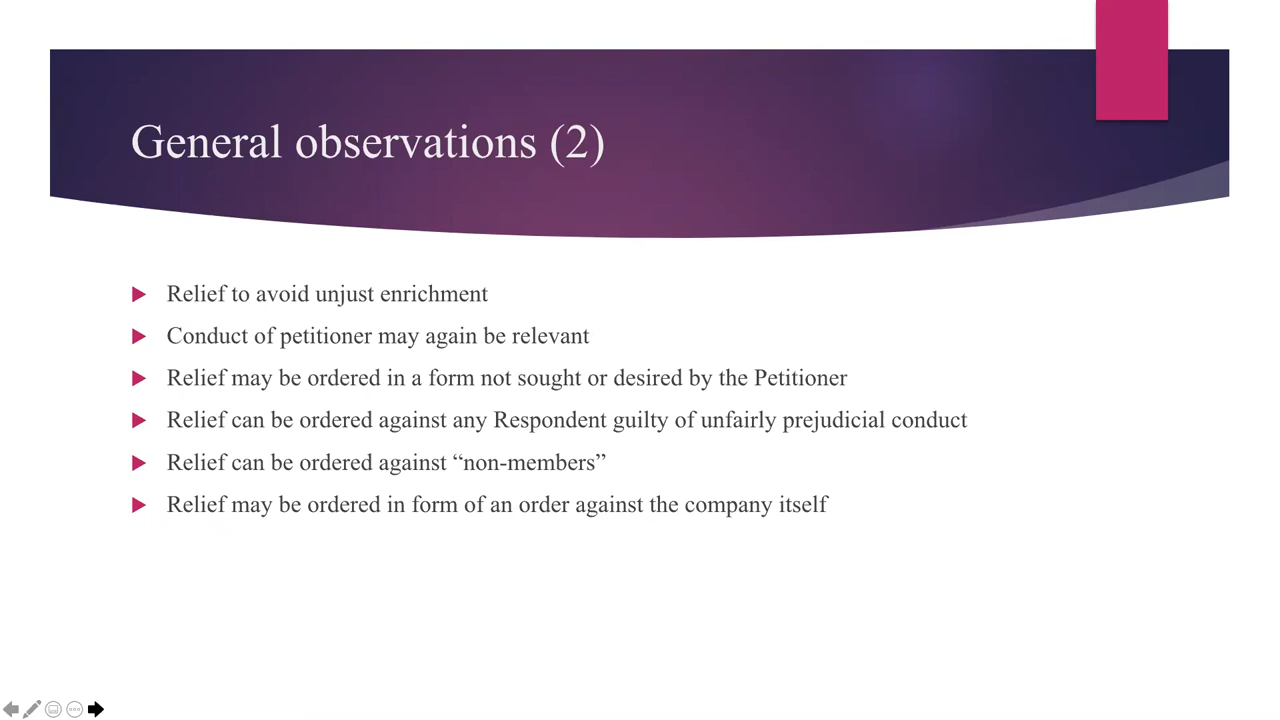 General observations (2)
Relief to avoid unjust enrichment
Conduct of petitioner may again be relevant
Relief may be ordered in a form not sought or desired by the Petitioner
Relief can be ordered against any Respondent guilty of unfairly prejudicial conduct
Relief can be ordered against “non-members”
Relief may be ordered in form of an order against the company itself